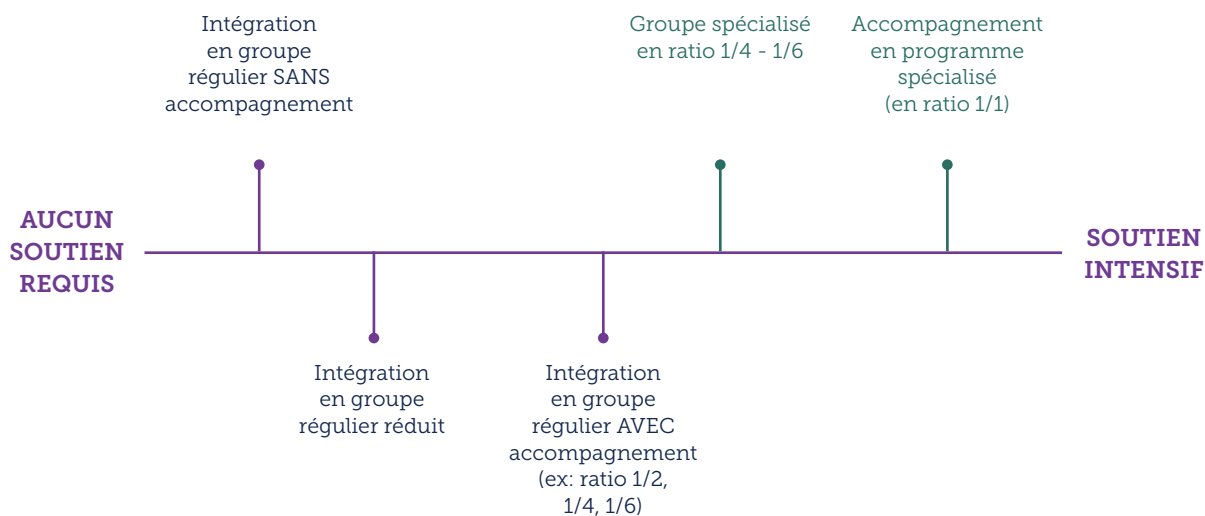 Intégration
en groupe
régulier SANS
accompagnement
Groupe spécialisé
en ratio 1/4 - 1/6
Accompagnement
en programme
spécialisé
(en ratio 1/1)
AUCUN
SOUTIEN
REQUIS
SOUTIEN
INTENSIF
Intégration
en groupe
régulier réduit
Intégration
en groupe
régulier AVEC
accompagnement
(ex: ratio 1/2,
1/4, 1/6)